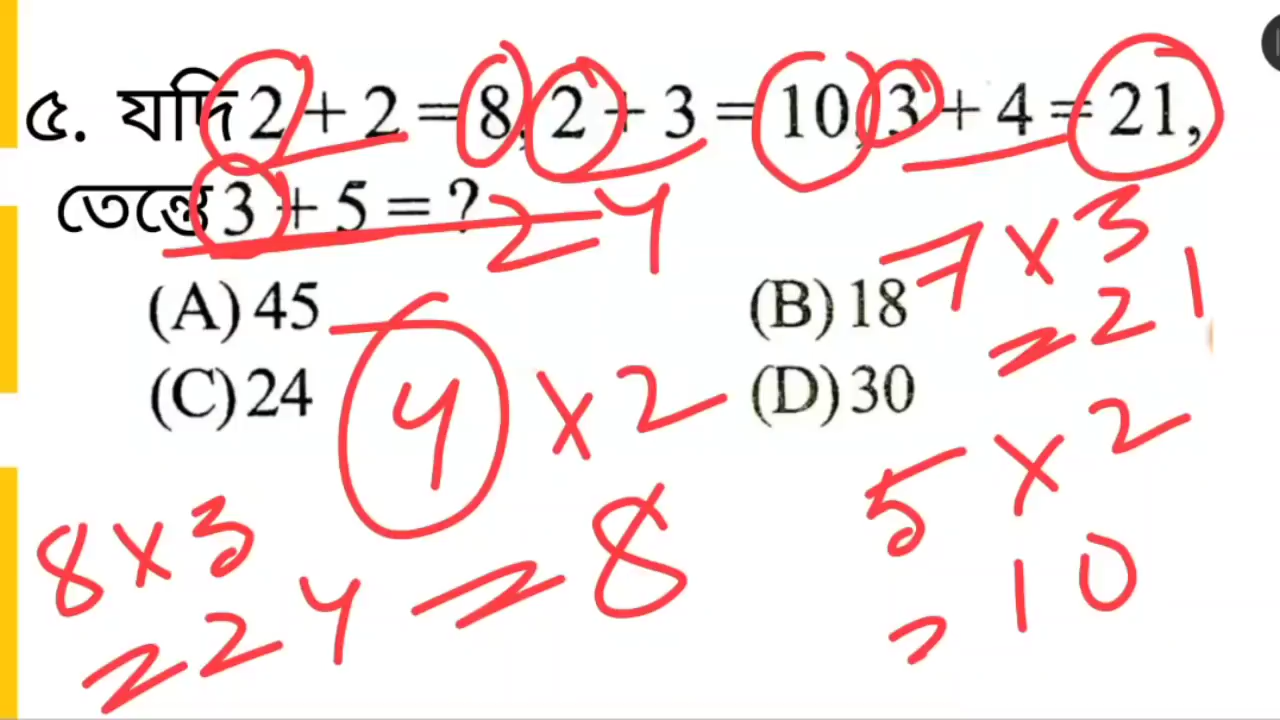 ৫. যদি 2 + 2 = 8, 2 + 3 = 10, 3 + 4 = 21,
তেন্তে 3 + 5 = ? 24
(A) 45 (B) 18 7 x 3
= 21
(C) 24 4 x 2 (D) 30
= 8
5 x 2
= 10
8 x 3
= 24